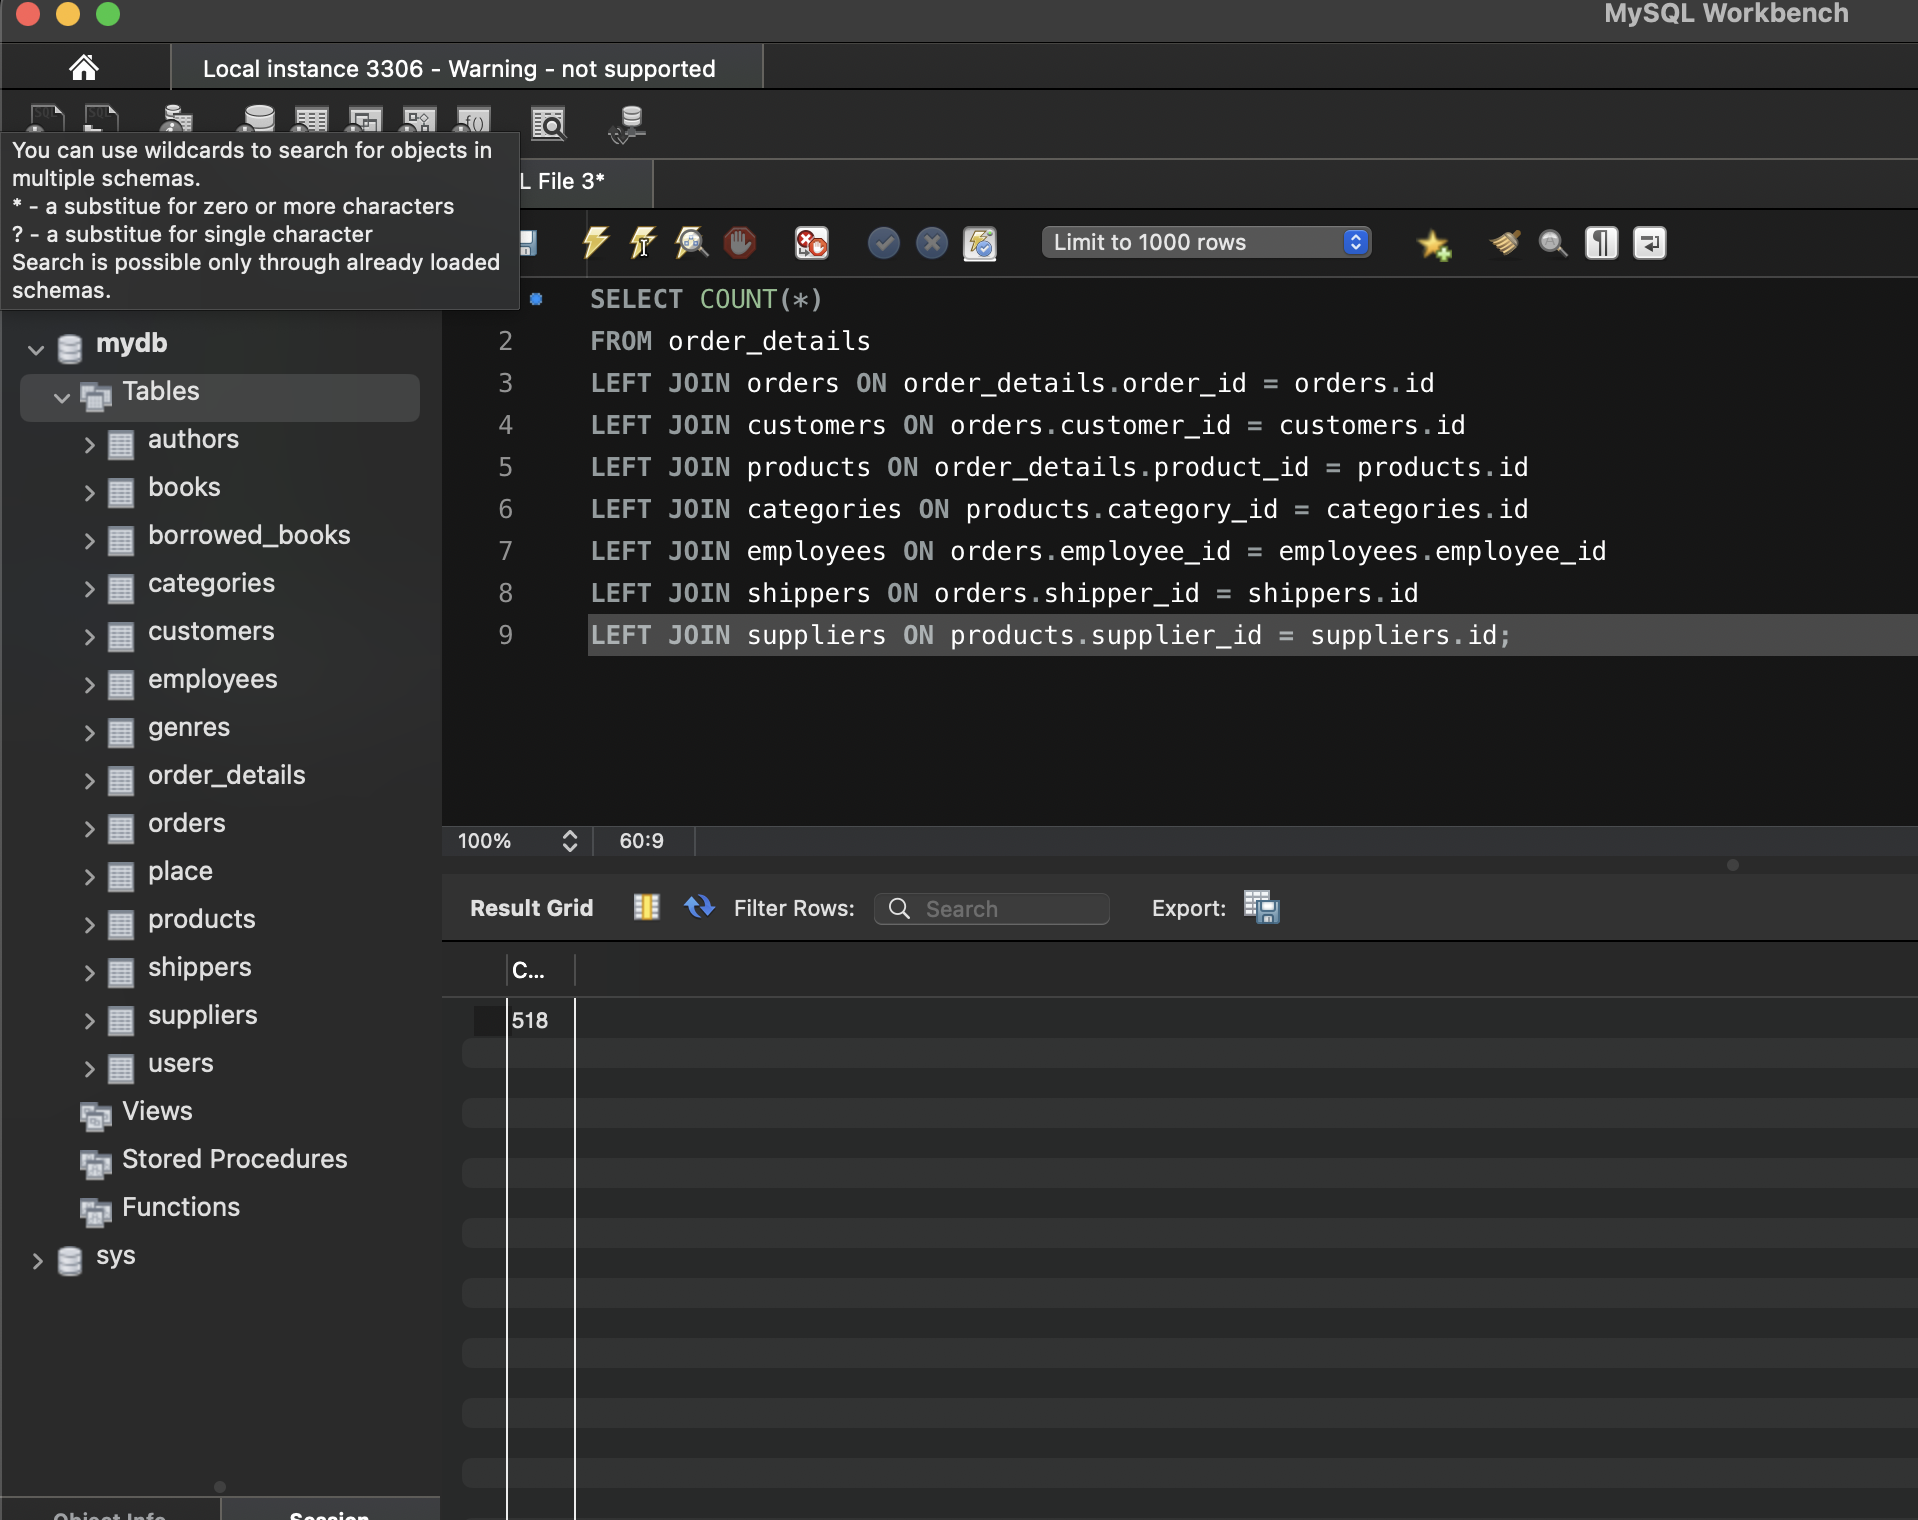 MySQL Workbench
Local instance 3306 - Warning - not supported
You can use wildcards to search for objects in
multiple schemas.
* - a substitue for zero or more characters
? - a substitue for single character
Search is possible only through already loaded
schemas.
L File 3*
Limit to 1000 rows
mydb
Tables
authors
books
borrowed_books
categories
customers
employees
genres
order_details
orders
place
products
shippers
suppliers
users
Views
Stored Procedures
Functions
sys
Object Info
Session
SELECT COUNT(*)
2 FROM order_details
3 LEFT JOIN orders ON order_details.order_id = orders.id
4 LEFT JOIN customers ON orders.customer_id = customers.id
5 LEFT JOIN products ON order_details.product_id = products.id
6 LEFT JOIN categories ON products.category_id = categories.id
7 LEFT JOIN employees ON orders.employee_id = employees.employee_id
8 LEFT JOIN shippers ON orders.shipper_id = shippers.id
9 LEFT JOIN suppliers ON products.supplier_id = suppliers.id;
100% 60:9
Result Grid Filter Rows: Search Export:
C...
518